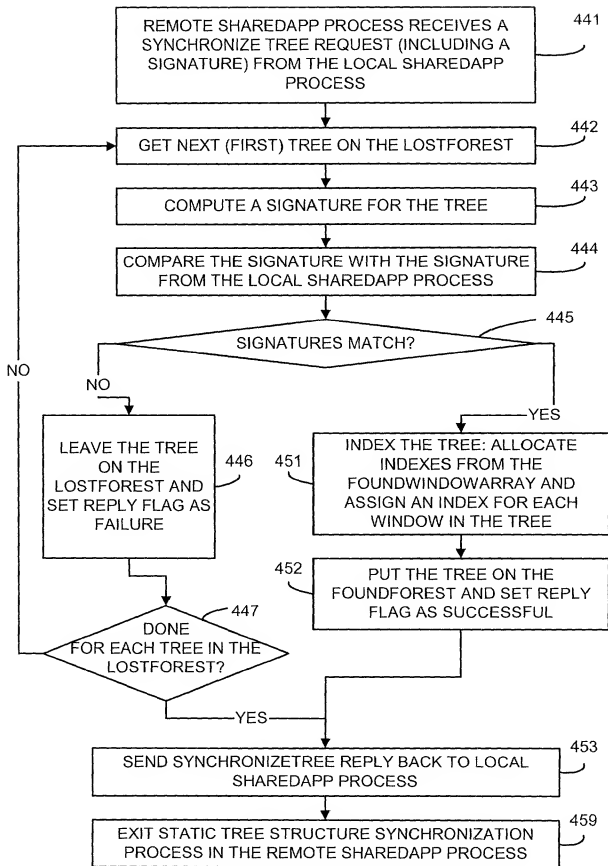 REMOTE SHAREDAPP PROCESS RECEIVES A
SYNCHRONIZE TREE REQUEST (INCLUDING A
SIGNATURE) FROM THE LOCAL SHAREDAPP
PROCESS
441
GET NEXT (FIRST) TREE ON THE LOSTFOREST
442
COMPUTE A SIGNATURE FOR THE TREE
443
COMPARE THE SIGNATURE WITH THE SIGNATURE
FROM THE LOCAL SHAREDAPP PROCESS
444
SIGNATURES MATCH?
445
NO
NO
YES
LEAVE THE TREE
ON THE
LOSTFOREST AND
SET REPLY FLAG AS
FAILURE
446
451
INDEX THE TREE: ALLOCATE
INDEXES FROM THE
FOUNDWINDOWARRAY AND
ASSIGN AN INDEX FOR EACH
WINDOW IN THE TREE
452
PUT THE TREE ON THE
FOUNDFOREST AND SET REPLY
FLAG AS SUCCESSFUL
447
DONE
FOR EACH TREE IN THE
LOSTFOREST?
YES
SEND SYNCHRONIZETREE REPLY BACK TO LOCAL
SHAREDAPP PROCESS
453
EXIT STATIC TREE STRUCTURE SYNCHRONIZATION
PROCESS IN THE REMOTE SHAREDAPP PROCESS
459